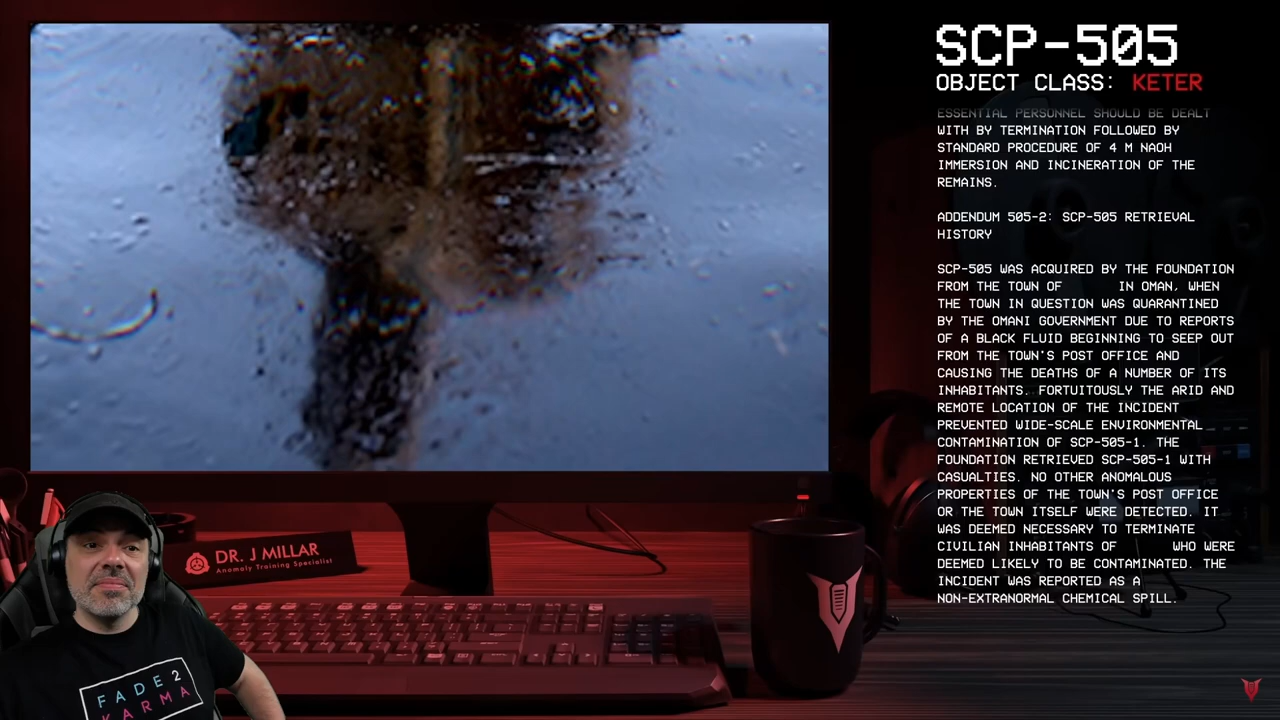 SCP-505
OBJECT CLASS: KETER
ESSENTIAL PERSONNEL SHOULD BE DEALT
WITH BY TERMINATION FOLLOWED BY
STANDARD PROCEDURE OF 4 M NAOH
IMMERSION AND INCINERATION OF THE
REMAINS.
ADDENDUM 505-2: SCP-505 RETRIEVAL
HISTORY
SCP-505 WAS ACQUIRED BY THE FOUNDATION
FROM THE TOWN OF IN OMAN, WHEN
THE TOWN IN QUESTION WAS QUARANTINED
BY THE OMANI GOVERNMENT DUE TO REPORTS
OF A BLACK FLUID BEGINNING TO SEEP OUT
FROM THE TOWN'S POST OFFICE AND
CAUSING THE DEATHS OF A NUMBER OF ITS
INHABITANTS. FORTUITOUSLY THE ARID AND
REMOTE LOCATION OF THE INCIDENT
PREVENTED WIDE-SCALE ENVIRONMENTAL
CONTAMINATION OF SCP-505-1. THE
FOUNDATION RETRIEVED SCP-505-1 WITH
CASUALTIES. NO OTHER ANOMALOUS
PROPERTIES OF THE TOWN'S POST OFFICE
OR THE TOWN ITSELF WERE DETECTED. IT
WAS DEEMED NECESSARY TO TERMINATE
CIVILIAN INHABITANTS OF WHO WERE
DEEMED LIKELY TO BE CONTAMINATED. THE
INCIDENT WAS REPORTED AS A
NON-EXTRANORMAL CHEMICAL SPILL.
DR. J MILLAR
Anomaly Training Specialist
FADE 2
KARMA